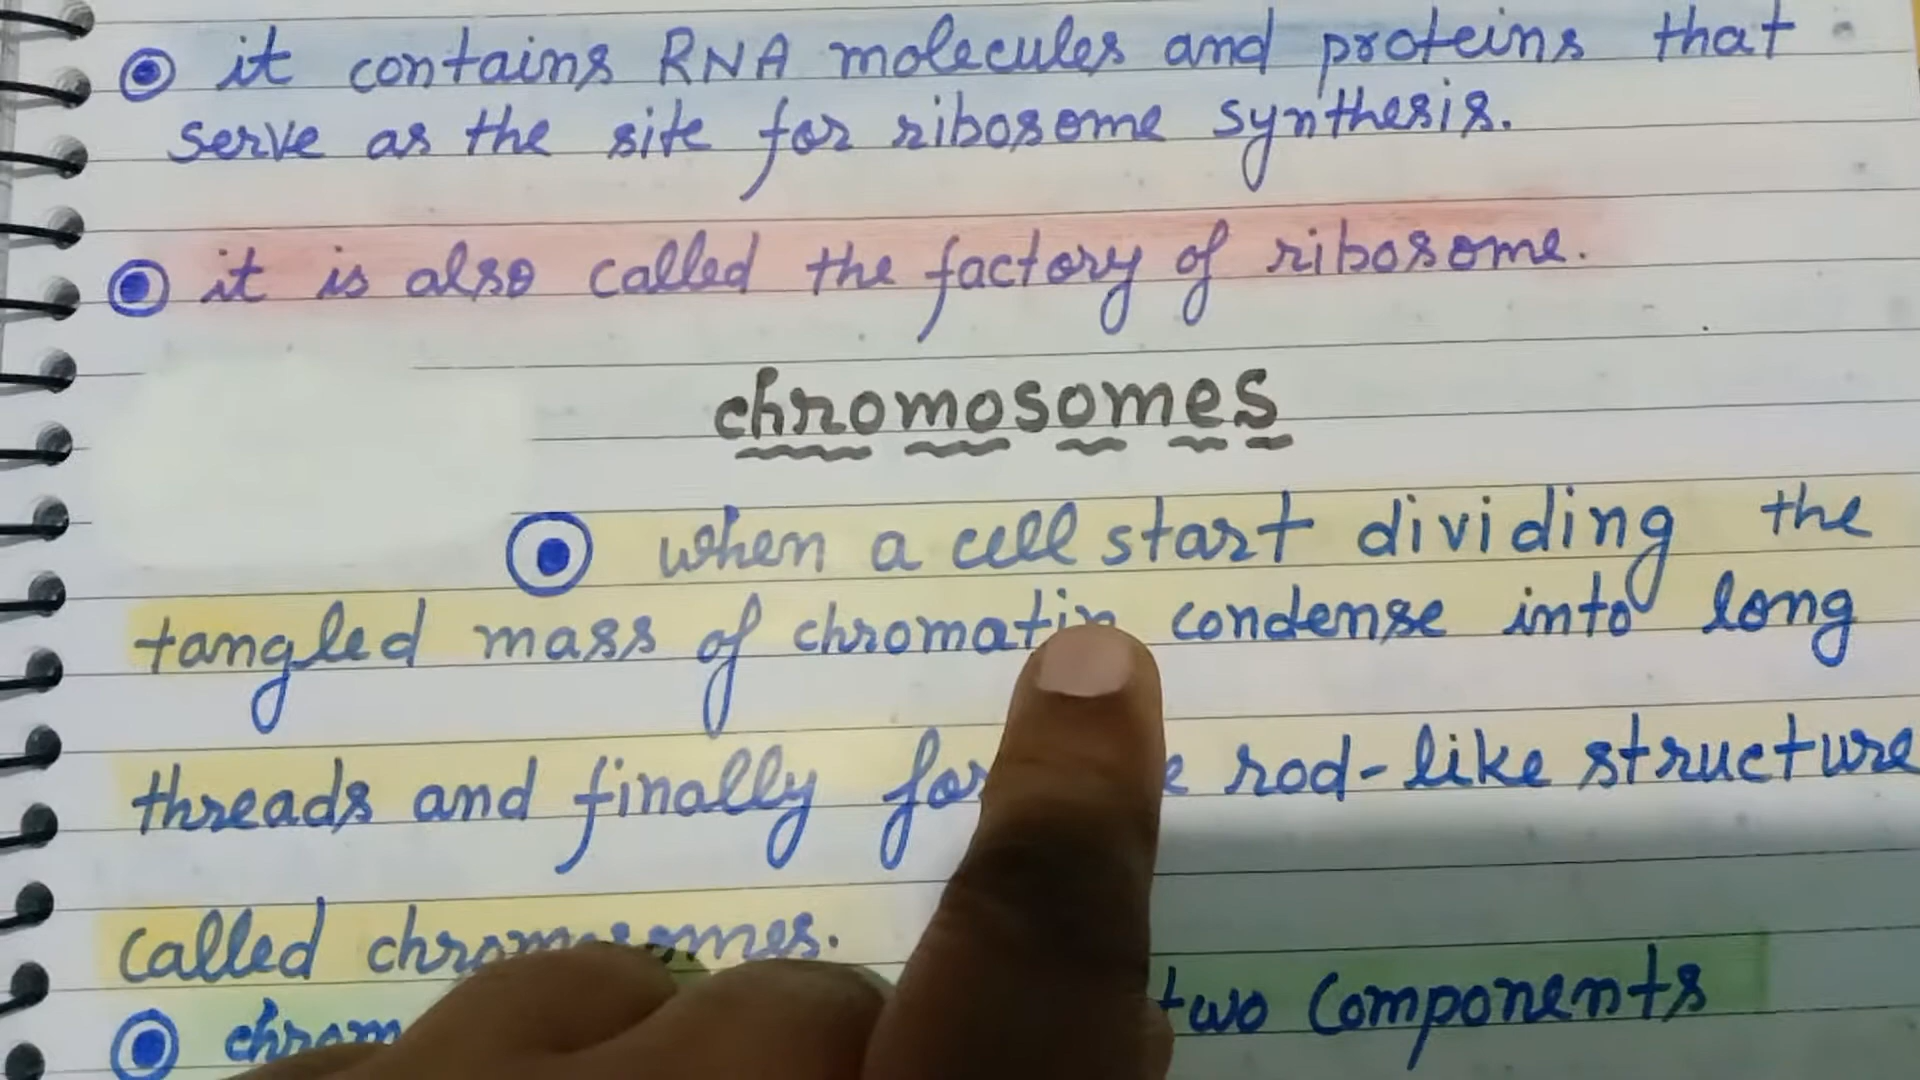 it contains RNA molecules and proteins that
serve as the site for ribosome synthesis.
it is also called the factory of ribosome.
chromosomes
when a cell start dividing the
tangled mass of chromatin condense into long
threads and finally rod-like structure
called chromosomes.
two components